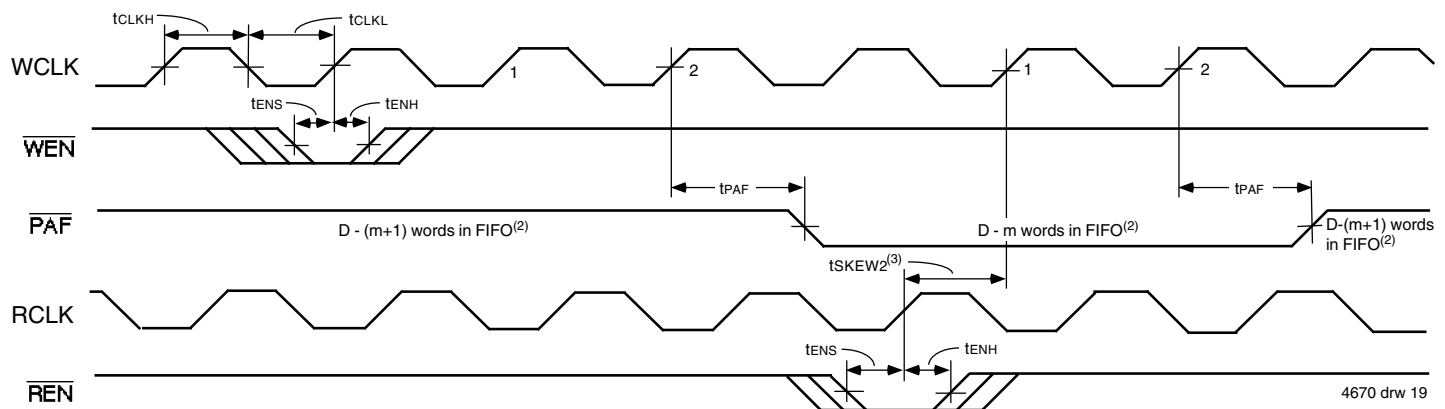 tCLKH tCLKL
WCLK 1 2 1 2
tENS tENH
WEN
tPAF tPAF
PAF D - (m+1) words in FIFO(2) D - m words in FIFO(2) D-(m+1) words
in FIFO(2)
tSKEW2(3)
RCLK
tENS tENH
REN 4670 drw 19